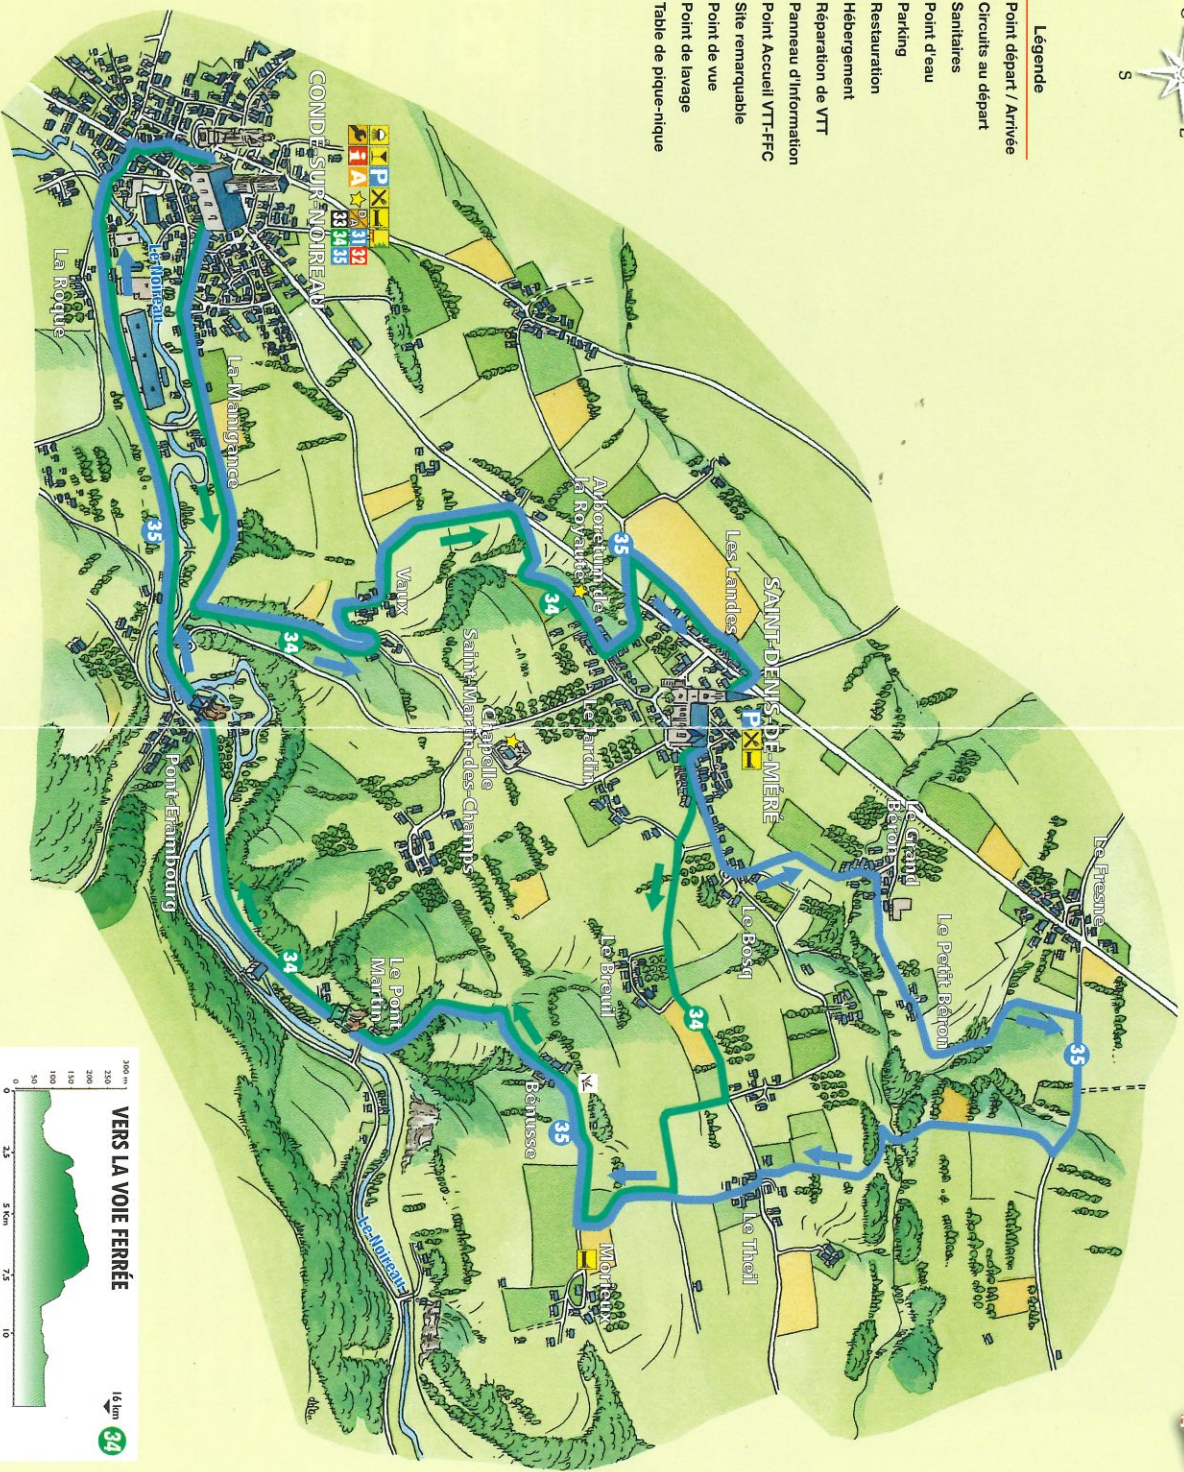 S
Légende
Point départ / Arrivée
Circuits au départ
Sanitaires
Point d'eau
Parking
Restauration
Hébergement
Réparation de VTT
Panneau d'Information
Point Accueil VTT-FFC
Site remarquable
Point de vue
Point de lavage
Table de pique-nique
CONDÉ-SUR-NOIREAU
P
i A
31 32
33 34 35
La Roque
Le Noireau
La Manigance
35
34
Vaux
Arboretum de
la Royauté
34
35
Les Landes
SAINT-DENIS-DE-MÉRÉ
P
Le Jardin
Chapelle
Saint-Martin-des-Champs
Pont-Erambourg
Le Grand
Béron
Le Fresne
Le Petit Béron
Le Bosq
Le Breuil
34
35
Le Pont
Martin
34
Bénusse
35
Le Theil
Morieux
Le Noireau
VERS LA VOIE FERRÉE
16 km
34
300 m
250
200
150
100
50
0
0
2,5
5 Km
7,5
10